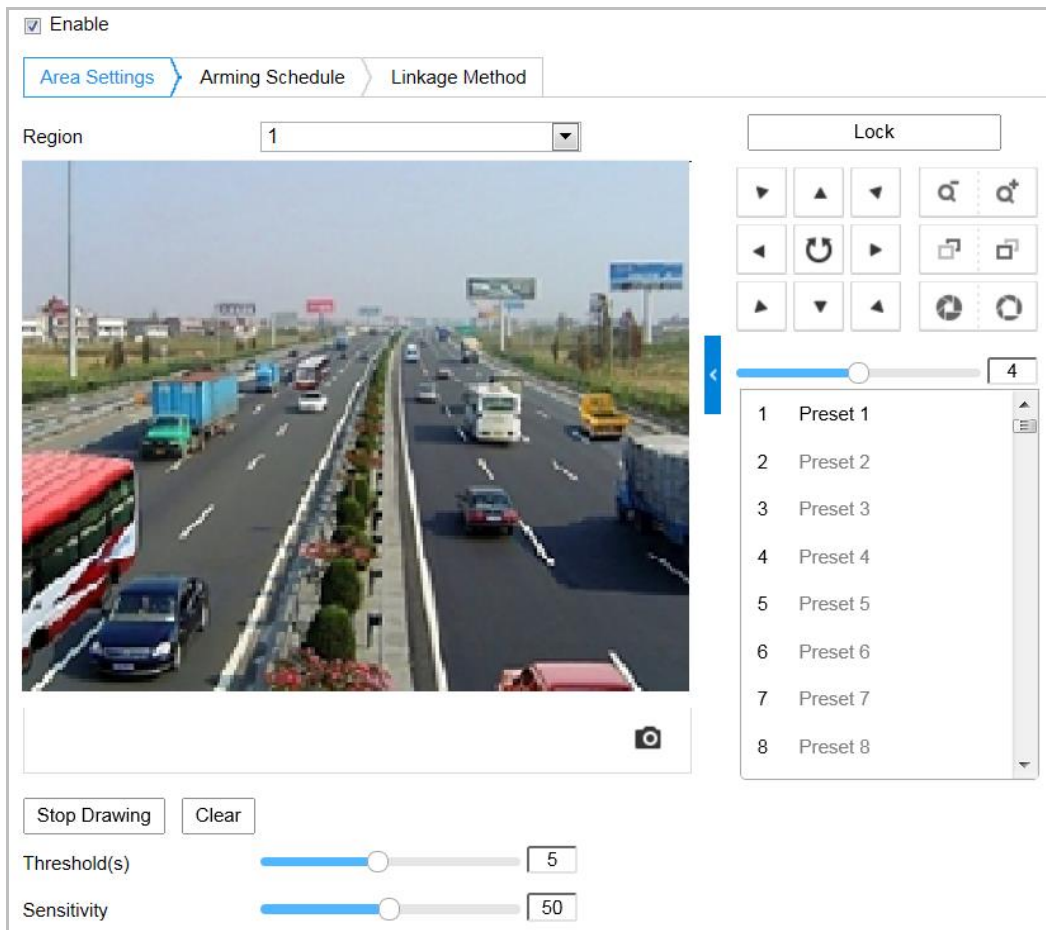 Enable
Area Settings Arming Schedule Linkage Method
Region 1
Lock
4
1 Preset 1
2 Preset 2
3 Preset 3
4 Preset 4
5 Preset 5
6 Preset 6
7 Preset 7
8 Preset 8
Stop Drawing Clear
Threshold(s) 5
Sensitivity 50